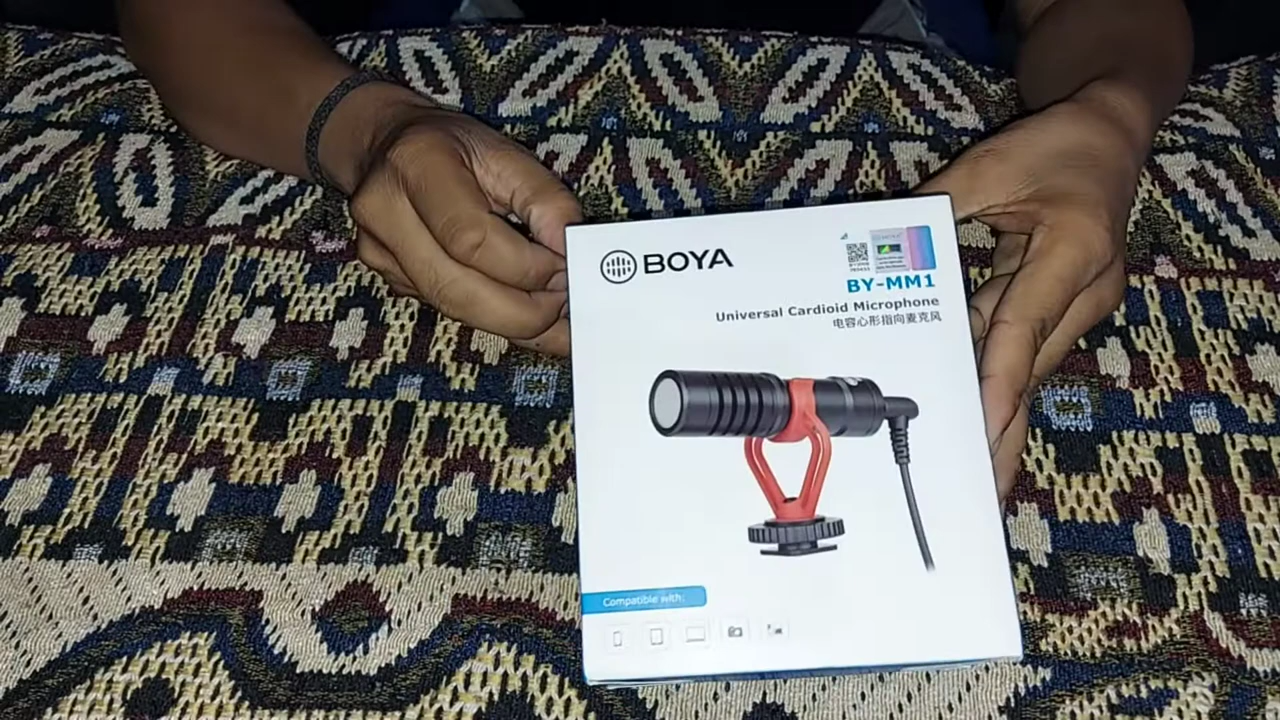 BOYA
BY-MM1
Universal Cardioid Microphone
电容心形指向麦克风
Compatible with: